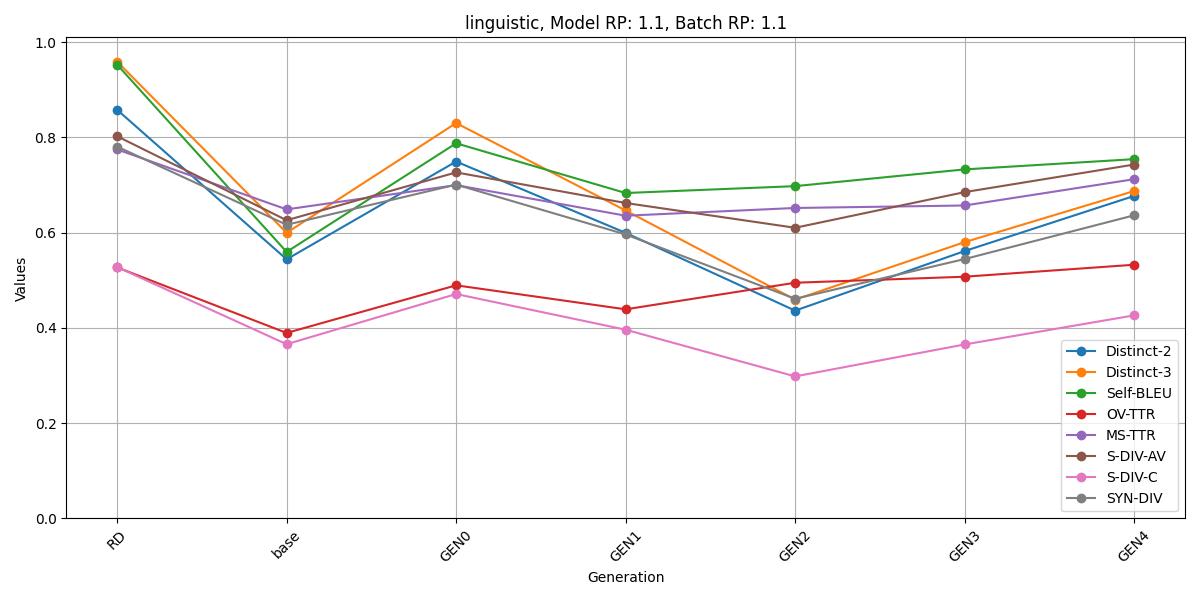 linguistic, Model RP: 1.1, Batch RP: 1.1
1.0
0.8
0.6
0.4
0.2
0.0
Values
RD
base
GEN0
GEN1
GEN2
GEN3
GEN4
Generation
Distinct-2
Distinct-3
Self-BLEU
OV-TTR
MS-TTR
S-DIV-AV
S-DIV-C
SYN-DIV